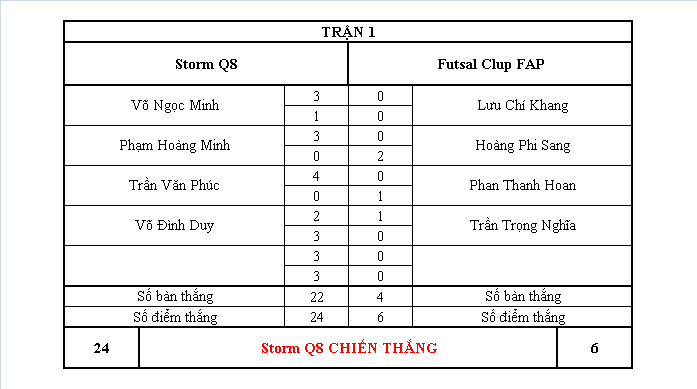 TRẬN 1
Storm Q8 Futsal Clup FAP
Võ Ngọc Minh 3 0 Lưu Chí Khang
1 0
Phạm Hoàng Minh 3 0 Hoàng Phi Sang
0 2
Trần Văn Phúc 4 0 Phan Thanh Hoan
0 1
Võ Đình Duy 2 1 Trần Trọng Nghĩa
3 0
3 0
3 0
Số bàn thắng 22 4 Số bàn thắng
Số điểm thắng 24 6 Số điểm thắng
24 Storm Q8 CHIẾN THẮNG 6